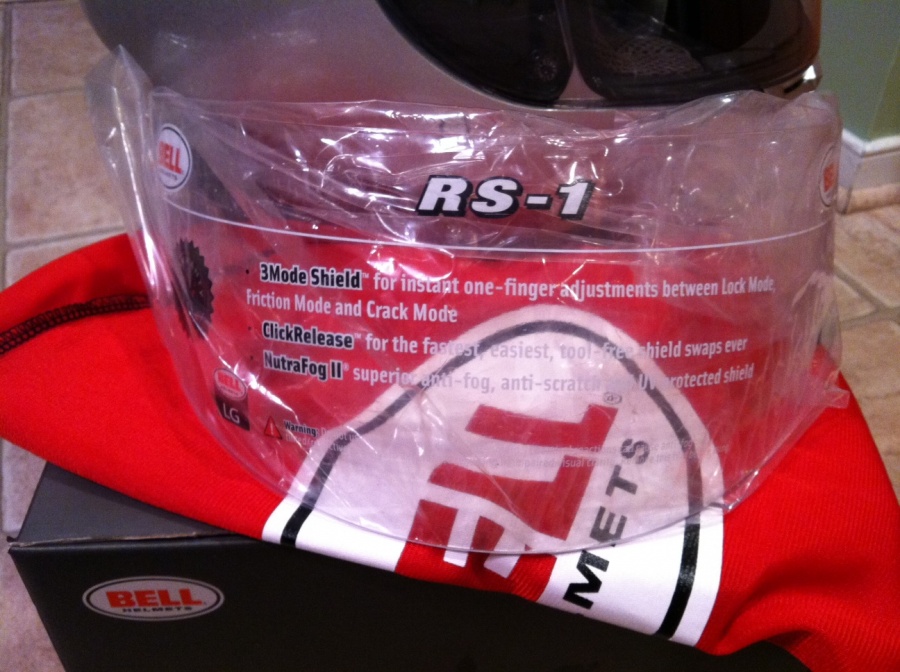 BELL
RS-1
3Mode Shield™ for instant one-finger adjustments between Lock Mode,
Friction Mode and Crack Mode
ClickRelease™ for the fastest, easiest, tool-free shield swaps ever
NutraFog II® superior anti-fog, anti-scratch and UV protected shield
BELL
LG
Warning:
BELL
HELMETS